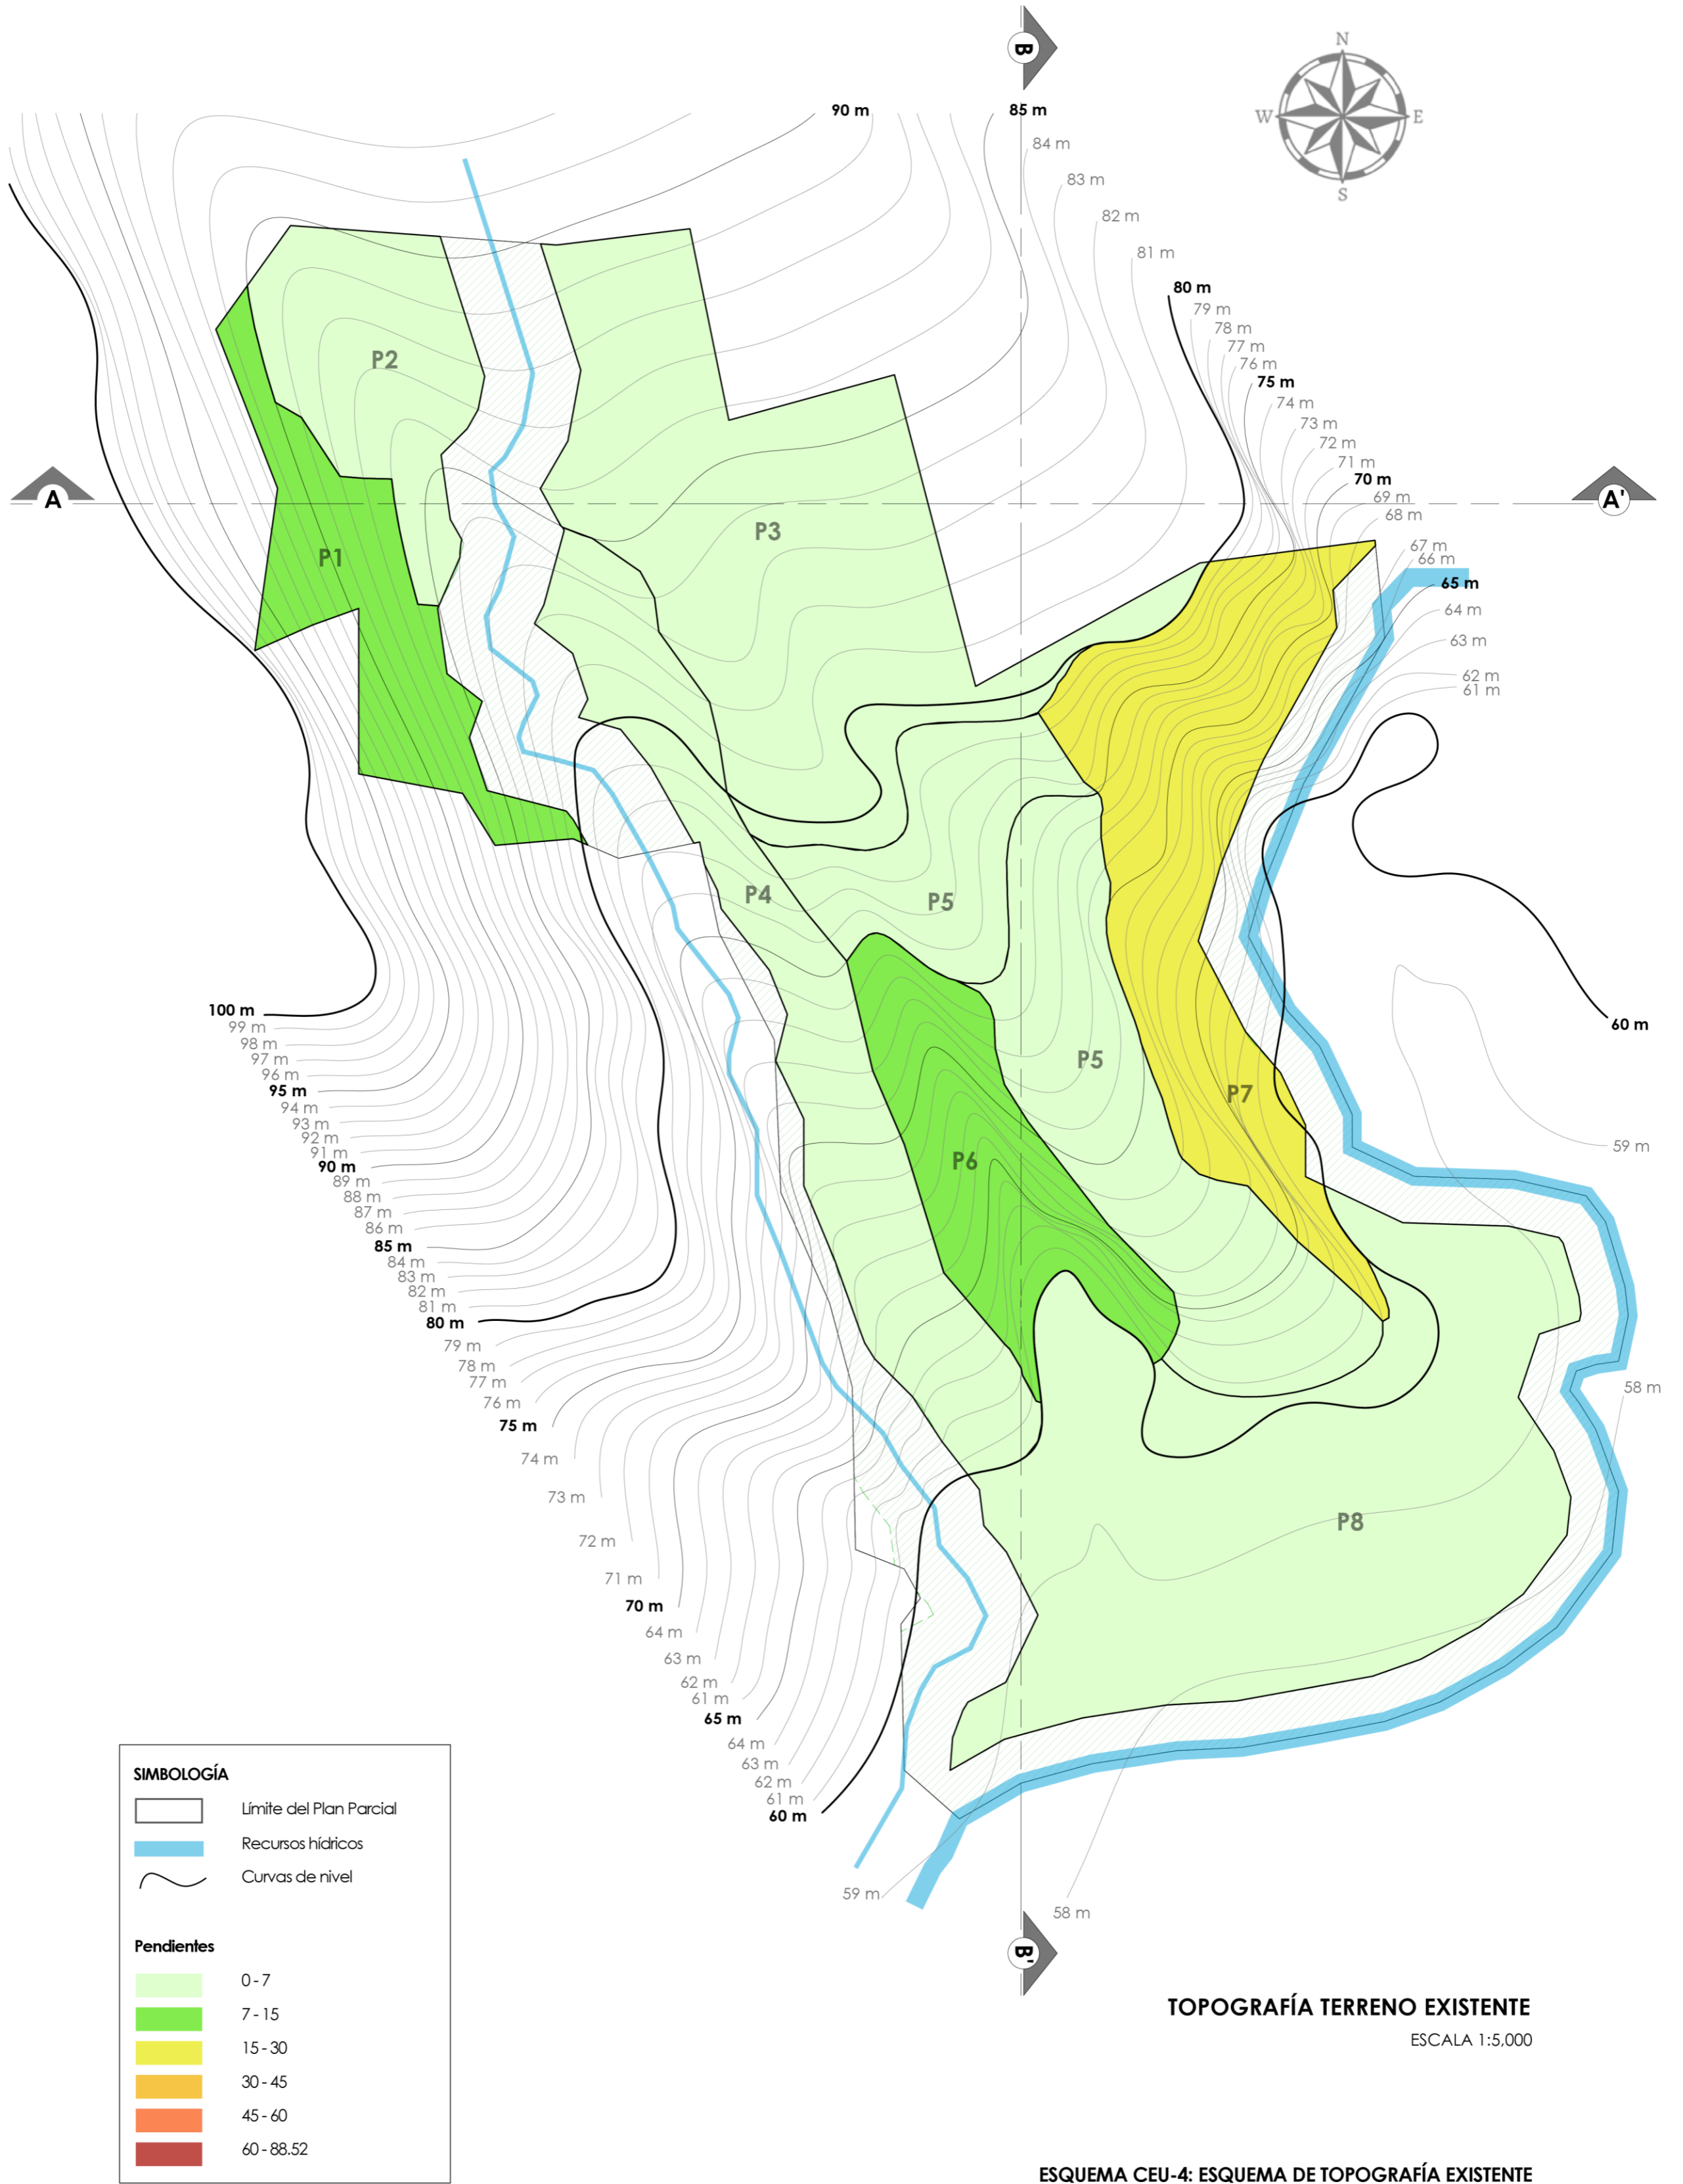 B
N
W E
S
90 m 85 m
84 m
83 m
82 m
81 m
80 m
79 m
78 m
77 m
76 m
75 m
74 m
73 m
72 m
71 m
70 m
69 m
68 m
67 m
66 m
65 m
64 m
63 m
62 m
61 m
A A'
P2
P3
P1
P4
P5
P5
P7
P6
P8
60 m
59 m
58 m
100 m
99 m
98 m
97 m
96 m
95 m
94 m
93 m
92 m
91 m
90 m
89 m
88 m
87 m
86 m
85 m
84 m
83 m
82 m
81 m
80 m
79 m
78 m
77 m
76 m
75 m
74 m
73 m
72 m
71 m
70 m
64 m
63 m
62 m
61 m
65 m
64 m
63 m
62 m
61 m
60 m
59 m
58 m
B'
SIMBOLOGÍA
Límite del Plan Parcial
Recursos hídricos
Curvas de nivel
Pendientes
0 - 7
7 - 15
15 - 30
30 - 45
45 - 60
60 - 88.52
TOPOGRAFÍA TERRENO EXISTENTE
ESCALA 1:5,000
ESQUEMA CEU-4: ESQUEMA DE TOPOGRAFÍA EXISTENTE